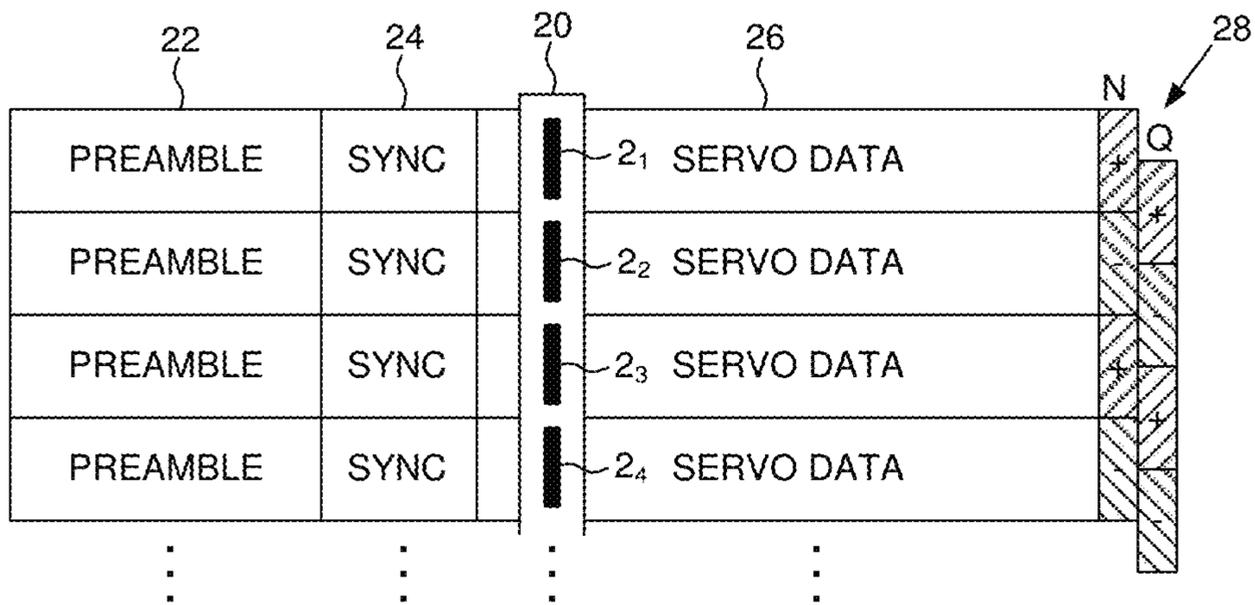 22 24 20 26 28
N
Q
PREAMBLE SYNC 2₁ SERVO DATA +
+
PREAMBLE SYNC 2₂ SERVO DATA -
-
PREAMBLE SYNC 2₃ SERVO DATA +
+
PREAMBLE SYNC 2₄ SERVO DATA -
-